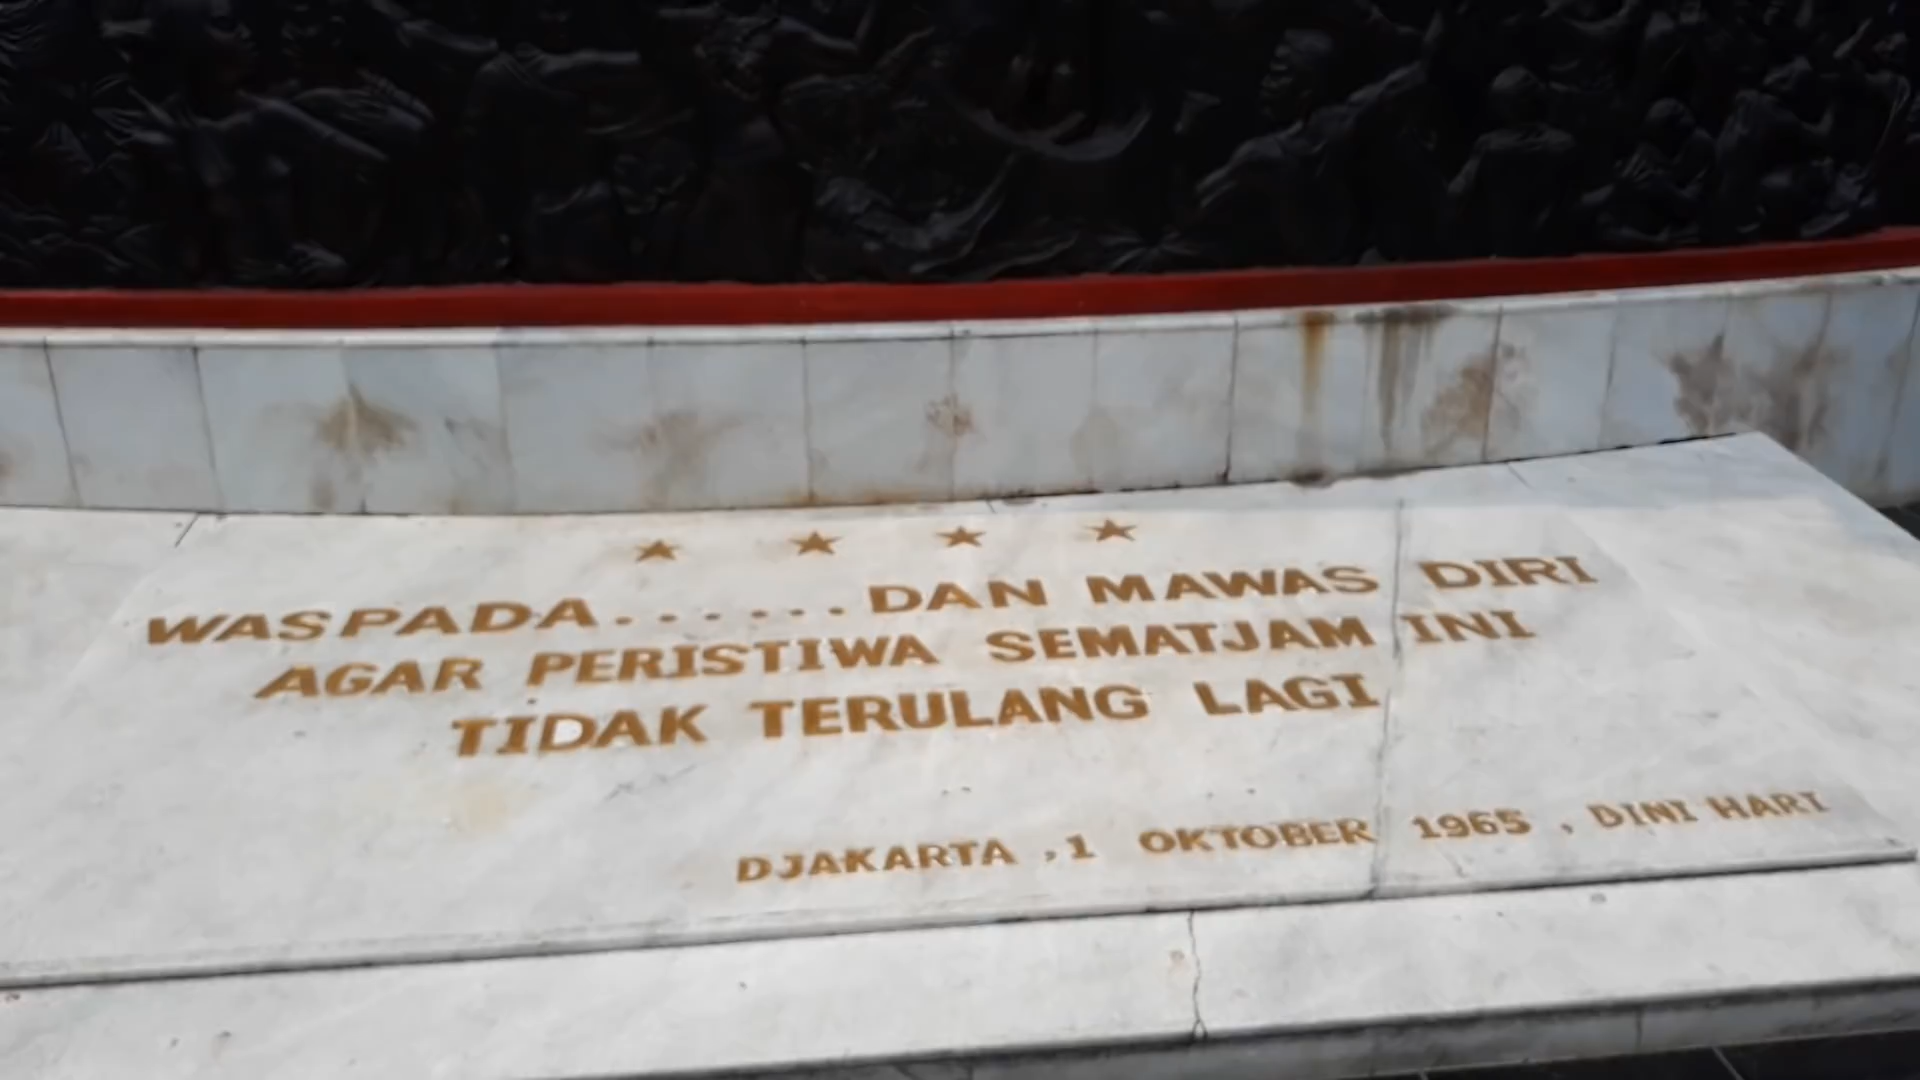 WASPADA......DAN MAWAS DIRI
AGAR PERISTIWA SEMATJAM INI
TIDAK TERULANG LAGI
DJAKARTA ,1 OKTOBER 1965 , DINI HARI